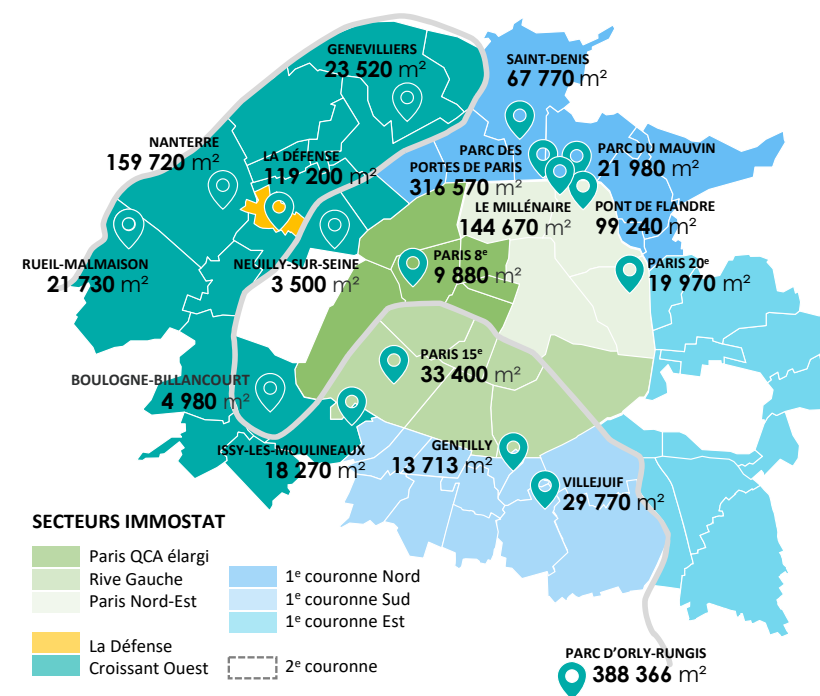 GENEVILLIERS
23 520 m²
SAINT-DENIS
67 770 m²
NANTERRE
159 720 m²
LA DÉFENSE
119 200 m²
PARC DES
PORTES DE PARIS
316 570 m²
PARC DU MAUVIN
21 980 m²
LE MILLÉNAIRE
144 670 m²
PONT DE FLANDRE
99 240 m²
RUEIL-MALMAISON
21 730 m²
NEUILLY-SUR-SEINE
3 500 m²
PARIS 8ᵉ
9 880 m²
PARIS 20ᵉ
19 970 m²
BOULOGNE-BILLANCOURT
4 980 m²
PARIS 15ᵉ
33 400 m²
ISSY-LES-MOULINEAUX
18 270 m²
GENTILLY
13 713 m²
VILLEJUIF
29 770 m²
SECTEURS IMMOSTAT
Paris QCA élargi
Rive Gauche
Paris Nord-Est
La Défense
Croissant Ouest
1ᵉ couronne Nord
1ᵉ couronne Sud
1ᵉ couronne Est
2ᵉ couronne
PARC D'ORLY-RUNGIS
388 366 m²